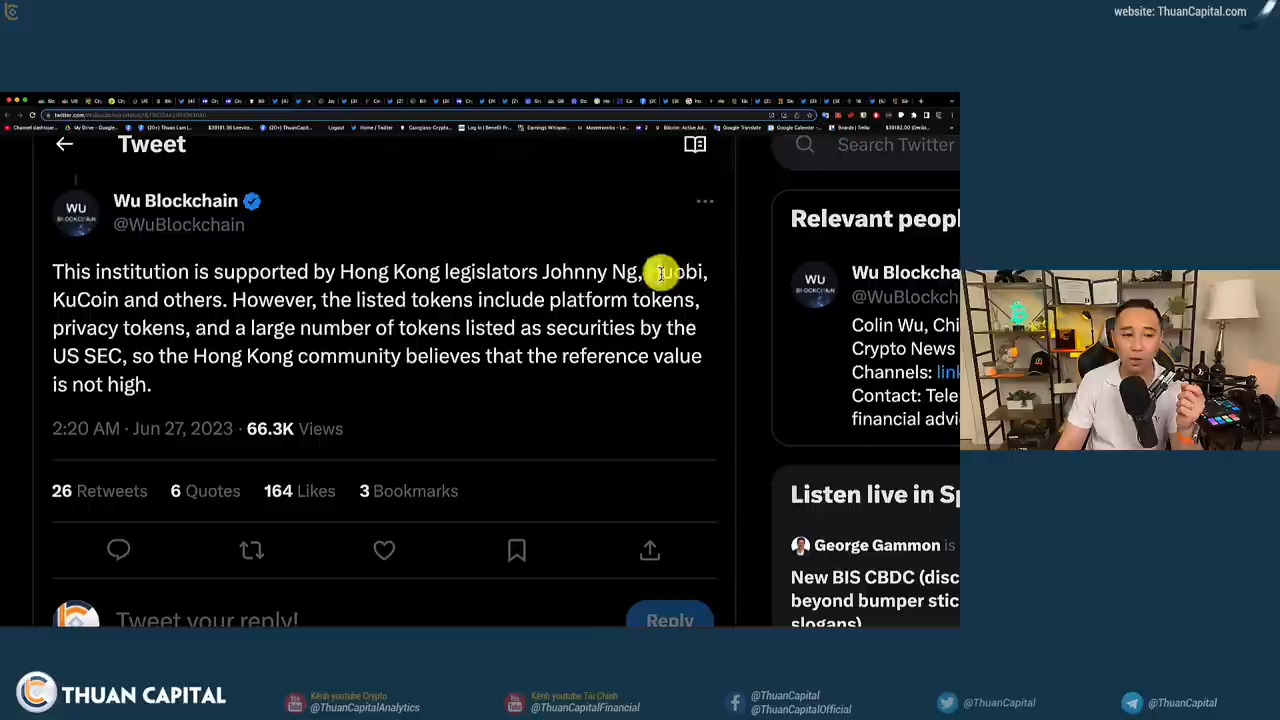 website: ThuanCapital.com
Tweet
Search Twitter
Wu Blockchain
@WuBlockchain
This institution is supported by Hong Kong legislators Johnny Ng, Huobi,
KuCoin and others. However, the listed tokens include platform tokens,
privacy tokens, and a large number of tokens listed as securities by the
US SEC, so the Hong Kong community believes that the reference value
is not high.
2:20 AM · Jun 27, 2023 · 66.3K Views
26 Retweets 6 Quotes 164 Likes 3 Bookmarks
Tweet your reply!
Reply
Relevant peopl
Wu Blockcha
@WuBlockchain
Colin Wu, Chi
Crypto News
Channels: link
Contact: Tele
financial advi
Listen live in Sp
George Gammon is
New BIS CBDC (disc
beyond bumper stic
slogans)
THUAN CAPITAL
Kênh youtube Crypto
@ThuanCapitalAnalytics
Kênh youtube Tài Chính
@ThuanCapitalFinancial
@ThuanCapital
@ThuanCapitalOfficial
@ThuanCapital
@ThuanCapital